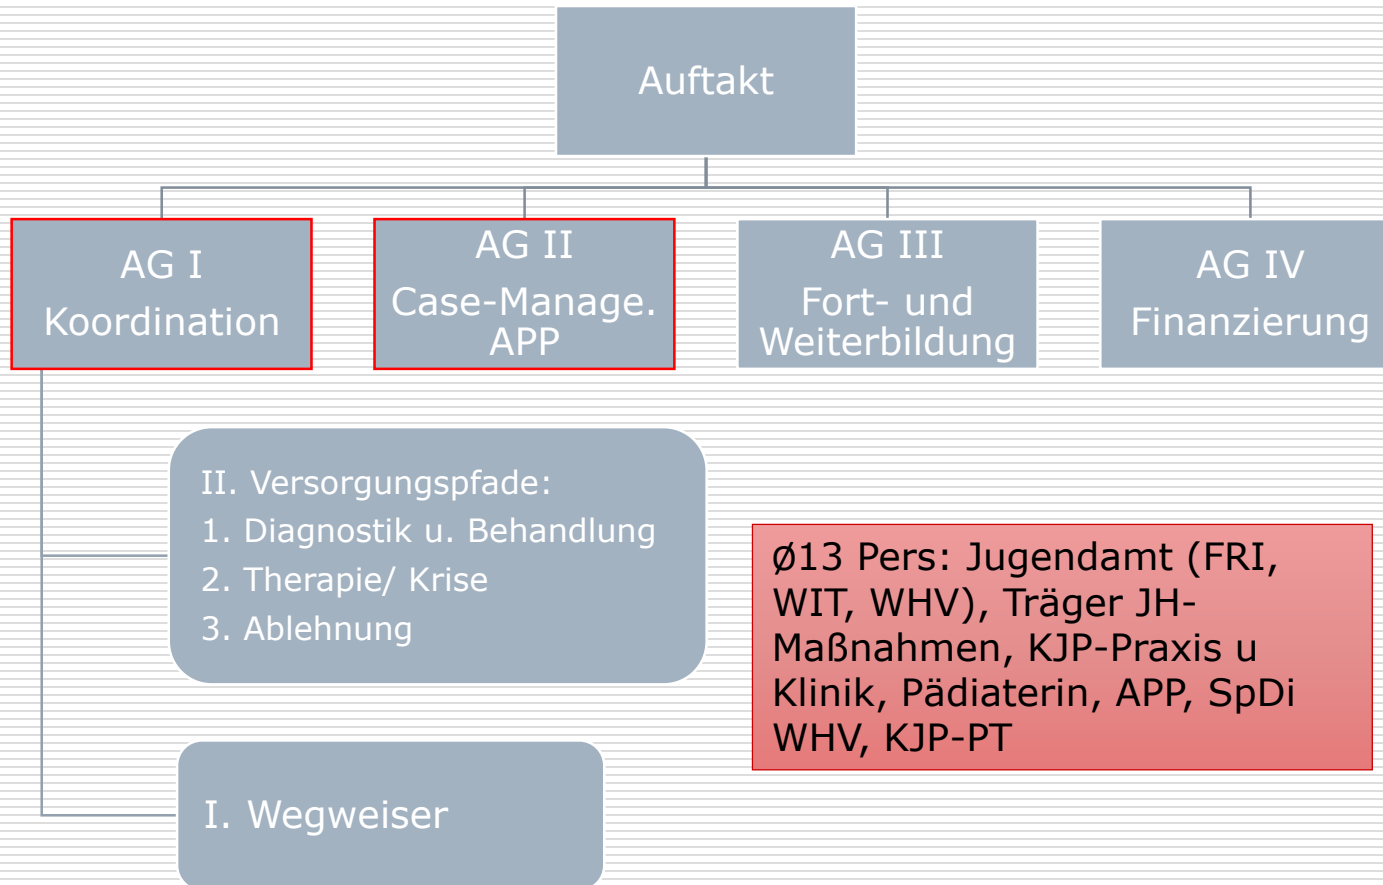 Auftakt
AG I
Koordination
AG II
Case-Manage.
APP
AG III
Fort- und
Weiterbildung
AG IV
Finanzierung
II. Versorgungspfade:
1. Diagnostik u. Behandlung
2. Therapie/ Krise
3. Ablehnung
Ø13 Pers: Jugendamt (FRI,
WIT, WHV), Träger JH-
Maßnahmen, KJP-Praxis u
Klinik, Pädiaterin, APP, SpDi
WHV, KJP-PT
I. Wegweiser